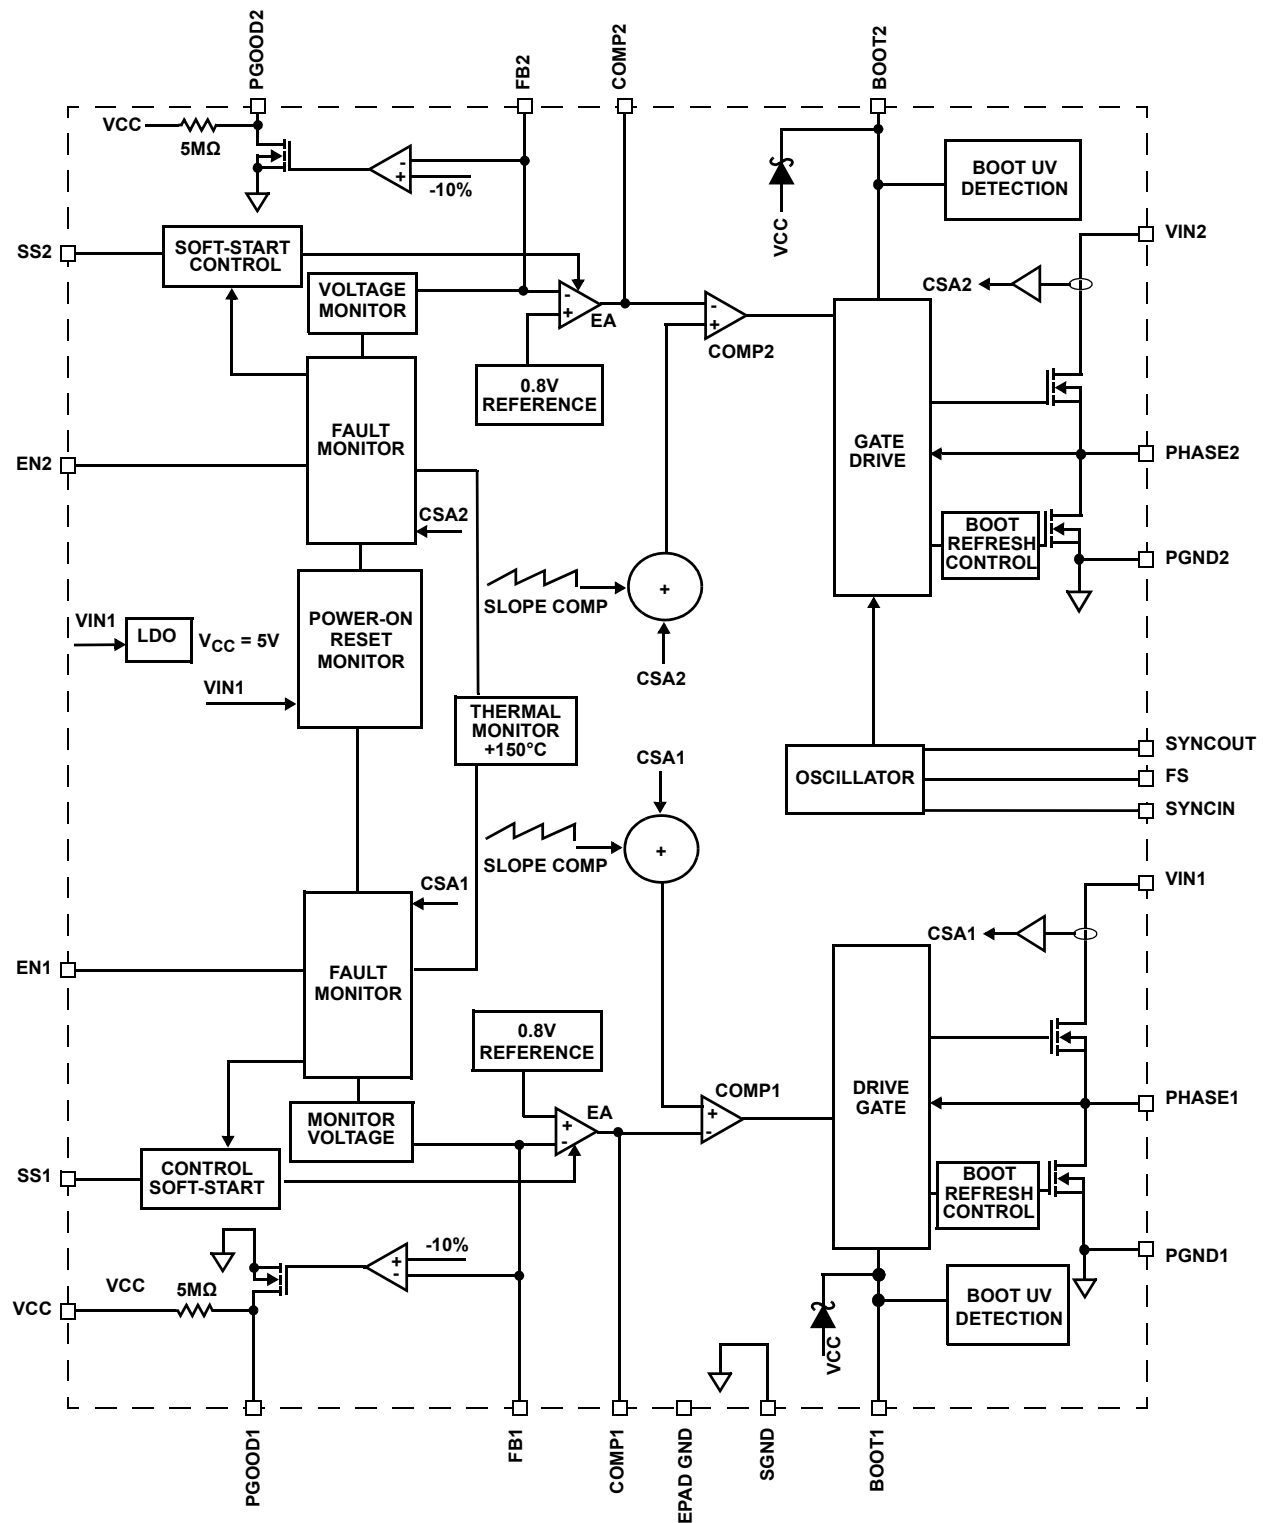 PGOOD2
FB2
COMP2
BOOT2
VCC
5MΩ
-
+
-10%
BOOT UV
DETECTION
VCC
VIN2
SS2
SOFT-START
CONTROL
VOLTAGE
MONITOR
-
+
EA
-
+
COMP2
CSA2
0.8V
REFERENCE
FAULT
MONITOR
GATE
DRIVE
EN2
PHASE2
CSA2
BOOT
REFRESH
CONTROL
PGND2
SLOPE COMP
+
CSA2
VIN1
LDO
VCC = 5V
POWER-ON
RESET
MONITOR
VIN1
THERMAL
MONITOR
+150°C
CSA1
OSCILLATOR
SYNCOUT
FS
SYNCIN
SLOPE COMP
+
CSA1
VIN1
CSA1
EN1
FAULT
MONITOR
0.8V
REFERENCE
DRIVE
GATE
COMP1
+
-
EA
+
-
PHASE1
MONITOR
VOLTAGE
SS1
CONTROL
SOFT-START
BOOT
REFRESH
CONTROL
-10%
+
-
PGND1
VCC
VCC
5MΩ
VCC
BOOT UV
DETECTION
PGOOD1
FB1
COMP1
EPAD GND
SGND
BOOT1